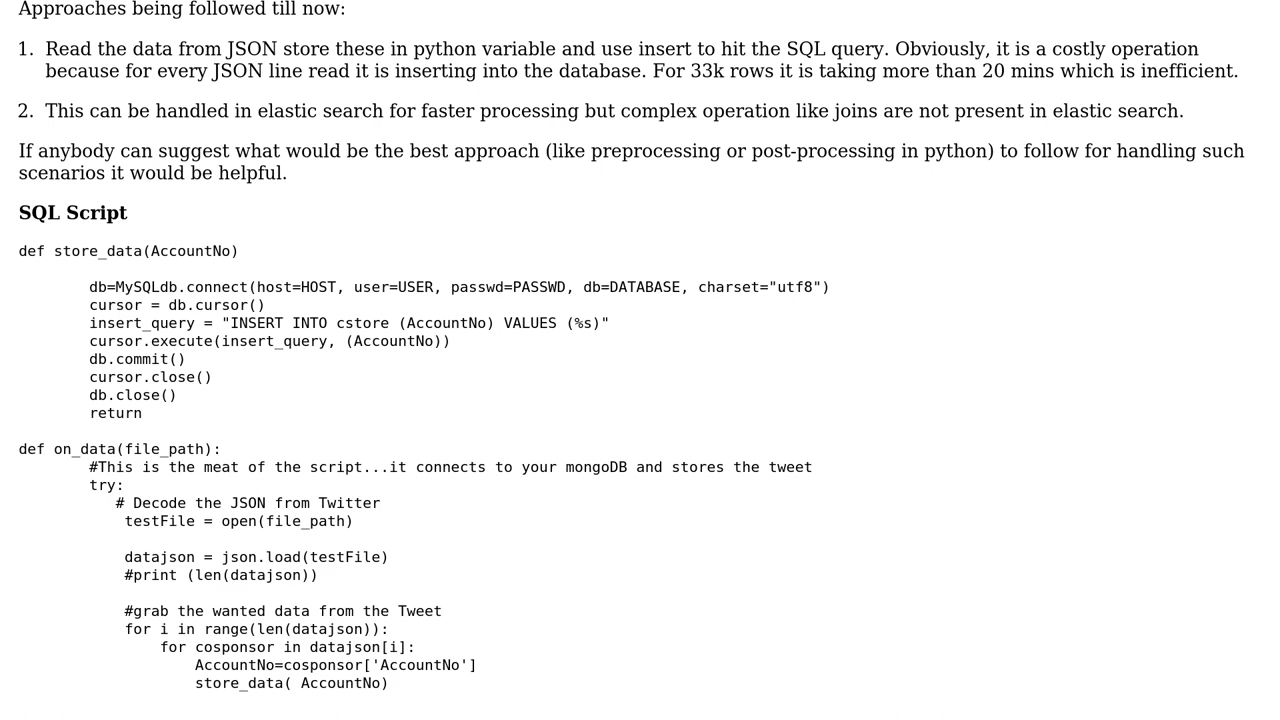 Approaches being followed till now:
1. Read the data from JSON store these in python variable and use insert to hit the SQL query. Obviously, it is a costly operation
because for every JSON line read it is inserting into the database. For 33k rows it is taking more than 20 mins which is inefficient.
2. This can be handled in elastic search for faster processing but complex operation like joins are not present in elastic search.
If anybody can suggest what would be the best approach (like preprocessing or post-processing in python) to follow for handling such
scenarios it would be helpful.
SQL Script
def store_data(AccountNo)
        db=MySQLdb.connect(host=HOST, user=USER, passwd=PASSWD, db=DATABASE, charset="utf8")
        cursor = db.cursor()
        insert_query = "INSERT INTO cstore (AccountNo) VALUES (%s)"
        cursor.execute(insert_query, (AccountNo))
        db.commit()
        cursor.close()
        db.close()
        return
def on_data(file_path):
        #This is the meat of the script...it connects to your mongoDB and stores the tweet
        try:
           # Decode the JSON from Twitter
            testFile = open(file_path)
            datajson = json.load(testFile)
            #print (len(datajson))
            #grab the wanted data from the Tweet
            for i in range(len(datajson)):
                for cosponsor in datajson[i]:
                    AccountNo=cosponsor['AccountNo']
                    store_data( AccountNo)